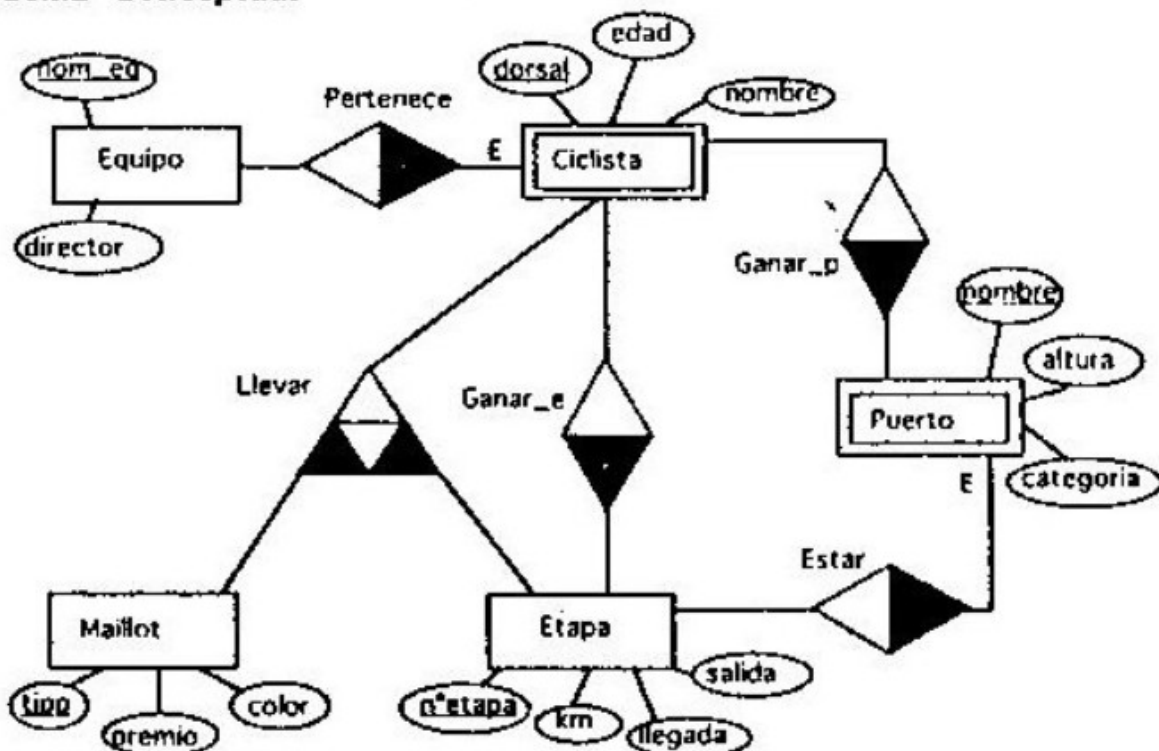 edad
nom_eq
dorsal
nombre
Pertenece
Equipo
E
Ciclista
director
Ganar_p
nombre
altura
Llevar
Ganar_e
Puerto
E
categoria
Estar
Maillot
Etapa
salida
tipo
color
n°etapa
km
premio
llegada